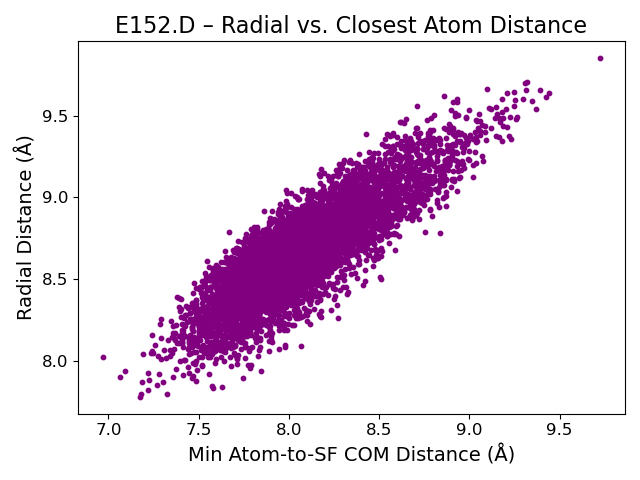 E152.D – Radial vs. Closest Atom Distance
9.5
9.0
8.5
8.0
Radial Distance (Å)
7.0 7.5 8.0 8.5 9.0 9.5
Min Atom-to-SF COM Distance (Å)